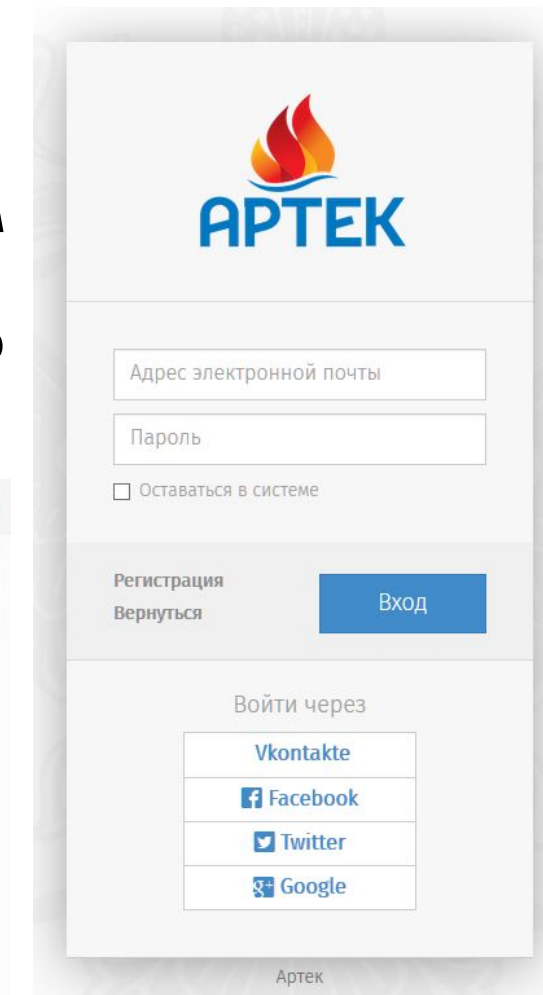 АРТЕК
Адрес электронной почты
Пароль
Оставаться в системе
Регистрация
Вернуться
Вход
Войти через
Vkontakte
Facebook
Twitter
Google
Артек